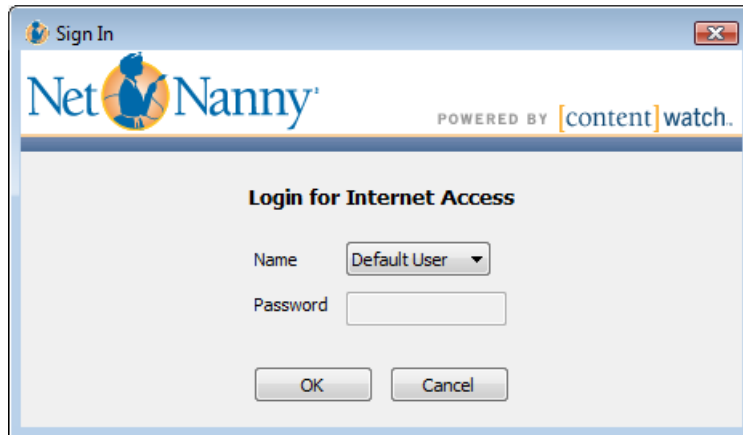 Sign In
Net Nanny
POWERED BY [content]watch.
Login for Internet Access
Name Default User
Password
OK Cancel